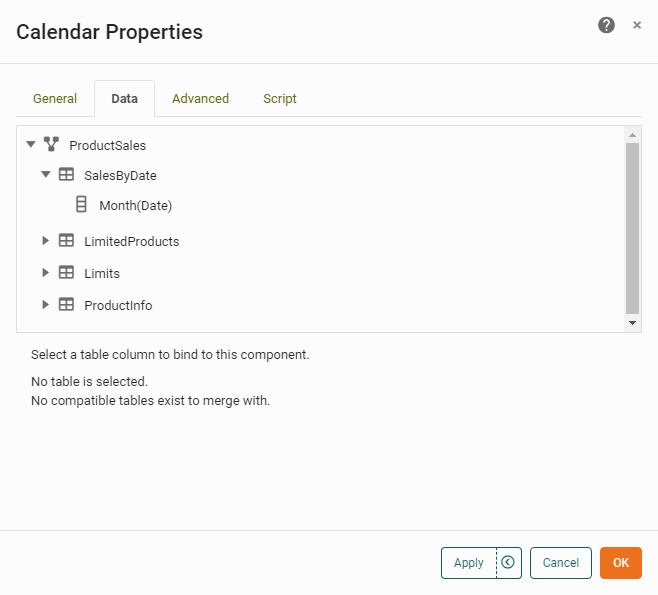 Calendar Properties
General Data Advanced Script
ProductSales
SalesByDate
Month(Date)
LimitedProducts
Limits
ProductInfo
Select a table column to bind to this component.
No table is selected.
No compatible tables exist to merge with.
Apply Cancel OK